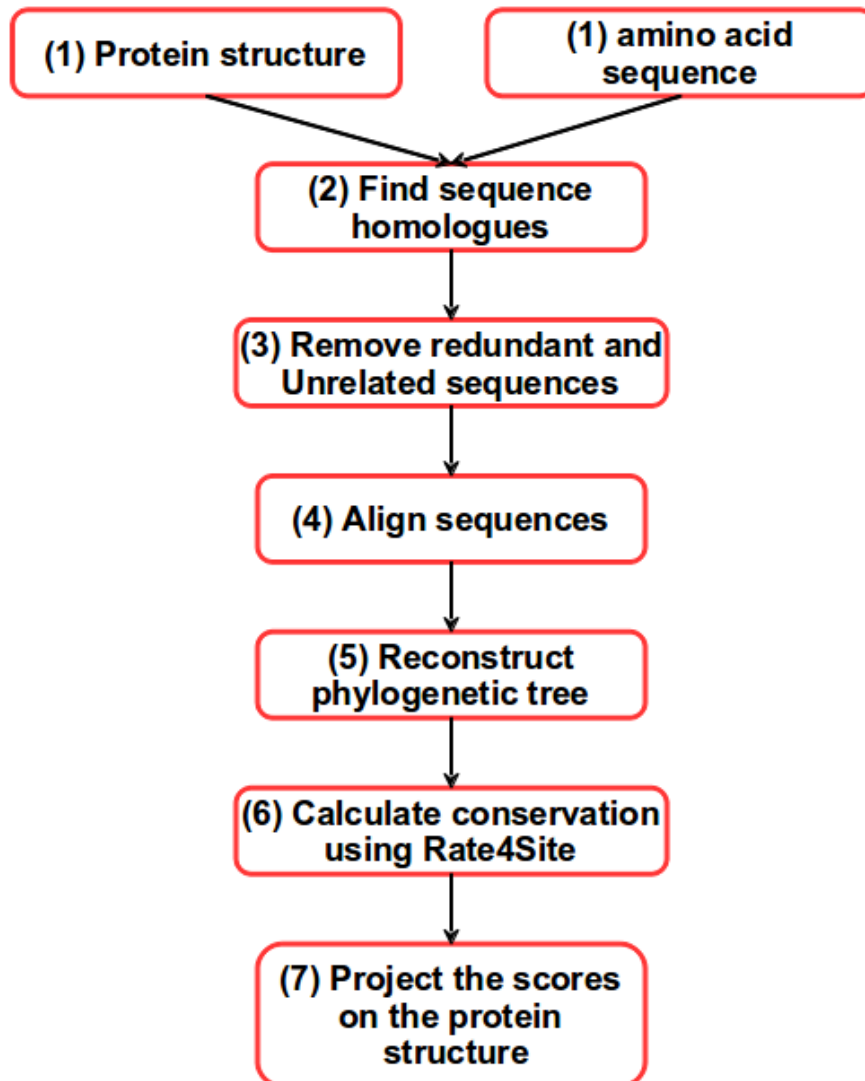 (1) Protein structure
(1) amino acid
sequence
(2) Find sequence
homologues
(3) Remove redundant and
Unrelated sequences
(4) Align sequences
(5) Reconstruct
phylogenetic tree
(6) Calculate conservation
using Rate4Site
(7) Project the scores
on the protein
structure